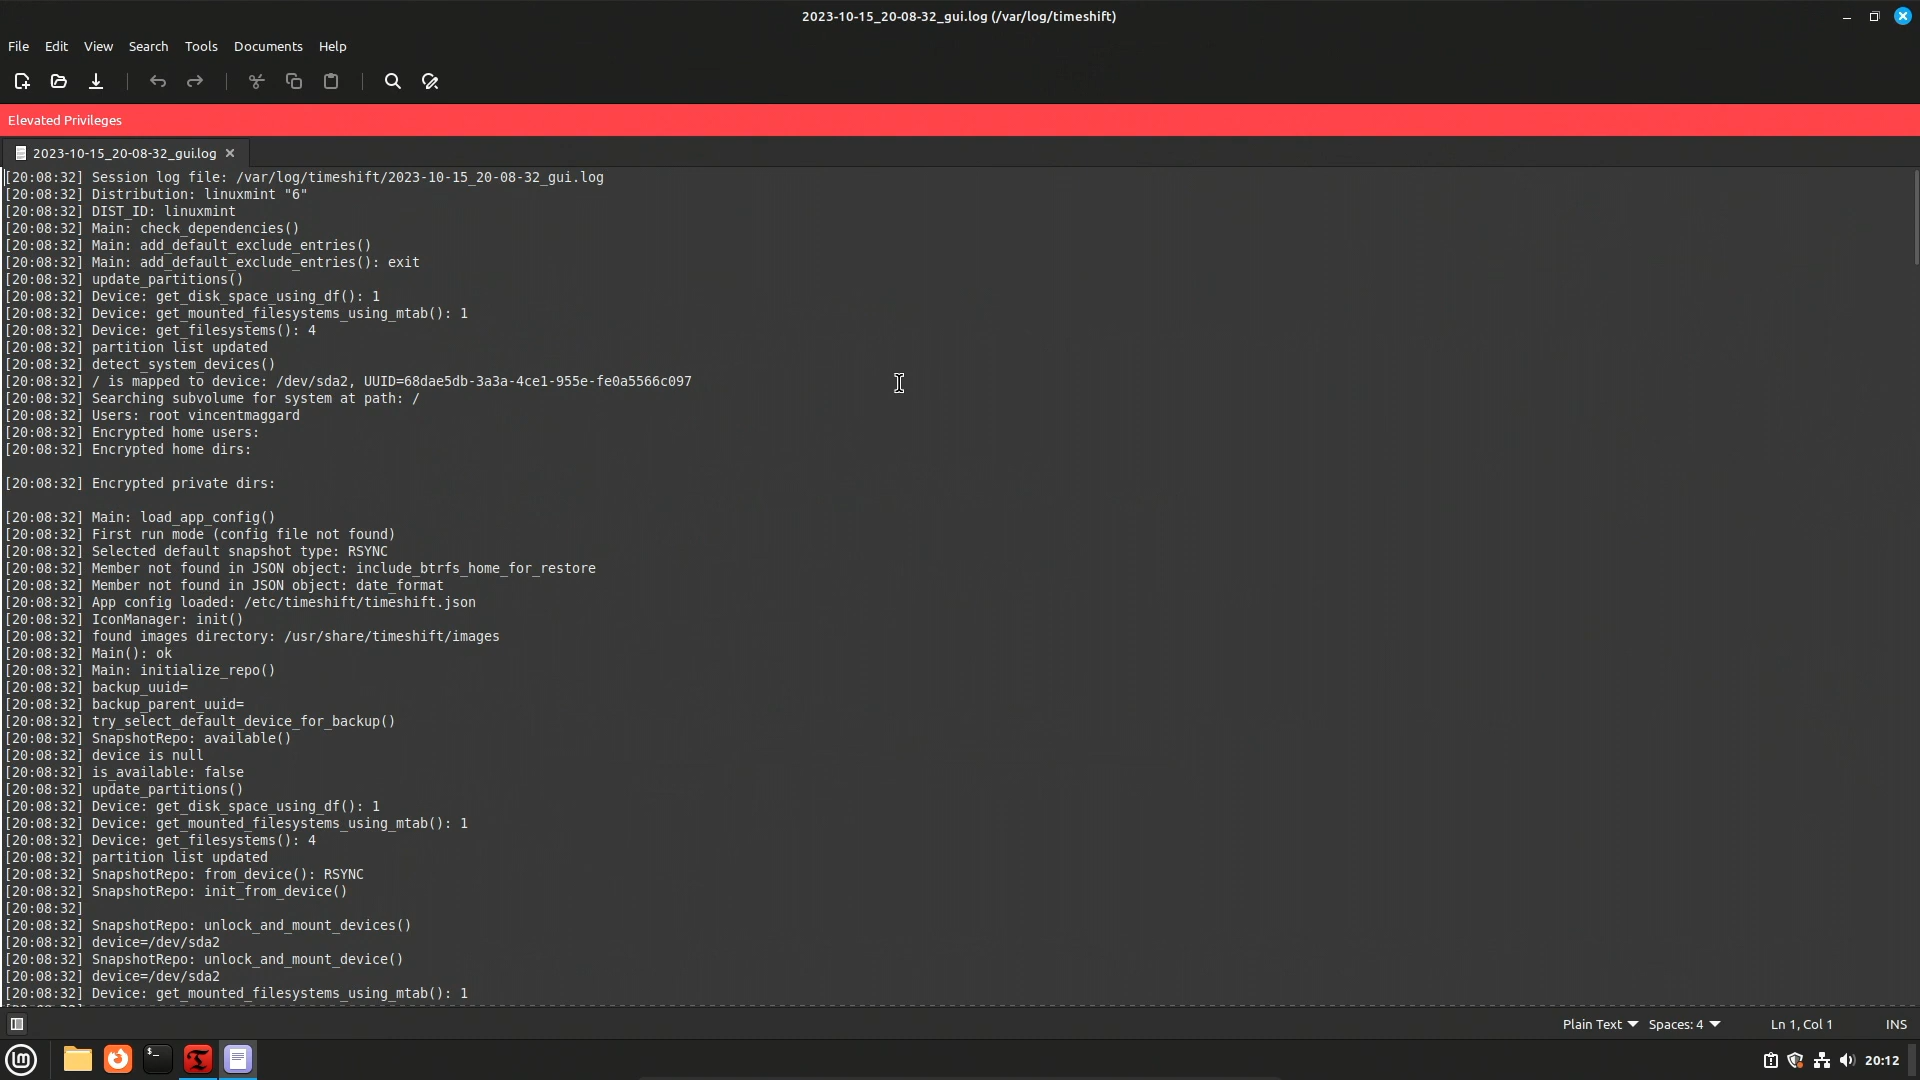 2023-10-15_20-08-32_gui.log (/var/log/timeshift)
File Edit View Search Tools Documents Help
Elevated Privileges
2023-10-15_20-08-32_gui.log
[20:08:32] Session log file: /var/log/timeshift/2023-10-15_20-08-32_gui.log
[20:08:32] Distribution: linuxmint "6"
[20:08:32] DIST_ID: linuxmint
[20:08:32] Main: check_dependencies()
[20:08:32] Main: add_default_exclude_entries()
[20:08:32] Main: add_default_exclude_entries(): exit
[20:08:32] update_partitions()
[20:08:32] Device: get_disk_space_using_df(): 1
[20:08:32] Device: get_mounted_filesystems_using_mtab(): 1
[20:08:32] Device: get_filesystems(): 4
[20:08:32] partition list updated
[20:08:32] detect_system_devices()
[20:08:32] / is mapped to device: /dev/sda2, UUID=68dae5db-3a3a-4ce1-955e-fe0a5566c097
[20:08:32] Searching subvolume for system at path: /
[20:08:32] Users: root vincentmaggard
[20:08:32] Encrypted home users:
[20:08:32] Encrypted home dirs:
[20:08:32] Encrypted private dirs:
[20:08:32] Main: load_app_config()
[20:08:32] First run mode (config file not found)
[20:08:32] Selected default snapshot type: RSYNC
[20:08:32] Member not found in JSON object: include_btrfs_home_for_restore
[20:08:32] Member not found in JSON object: date_format
[20:08:32] App config loaded: /etc/timeshift/timeshift.json
[20:08:32] IconManager: init()
[20:08:32] found images directory: /usr/share/timeshift/images
[20:08:32] Main(): ok
[20:08:32] Main: initialize_repo()
[20:08:32] backup_uuid=
[20:08:32] backup_parent_uuid=
[20:08:32] try_select_default_device_for_backup()
[20:08:32] SnapshotRepo: available()
[20:08:32] device is null
[20:08:32] is_available: false
[20:08:32] update_partitions()
[20:08:32] Device: get_disk_space_using_df(): 1
[20:08:32] Device: get_mounted_filesystems_using_mtab(): 1
[20:08:32] Device: get_filesystems(): 4
[20:08:32] partition list updated
[20:08:32] SnapshotRepo: from_device(): RSYNC
[20:08:32] SnapshotRepo: init_from_device()
[20:08:32]
[20:08:32] SnapshotRepo: unlock_and_mount_devices()
[20:08:32] device=/dev/sda2
[20:08:32] SnapshotRepo: unlock_and_mount_device()
[20:08:32] device=/dev/sda2
[20:08:32] Device: get_mounted_filesystems_using_mtab(): 1
Plain Text Spaces: 4 Ln 1, Col 1 INS
20:12